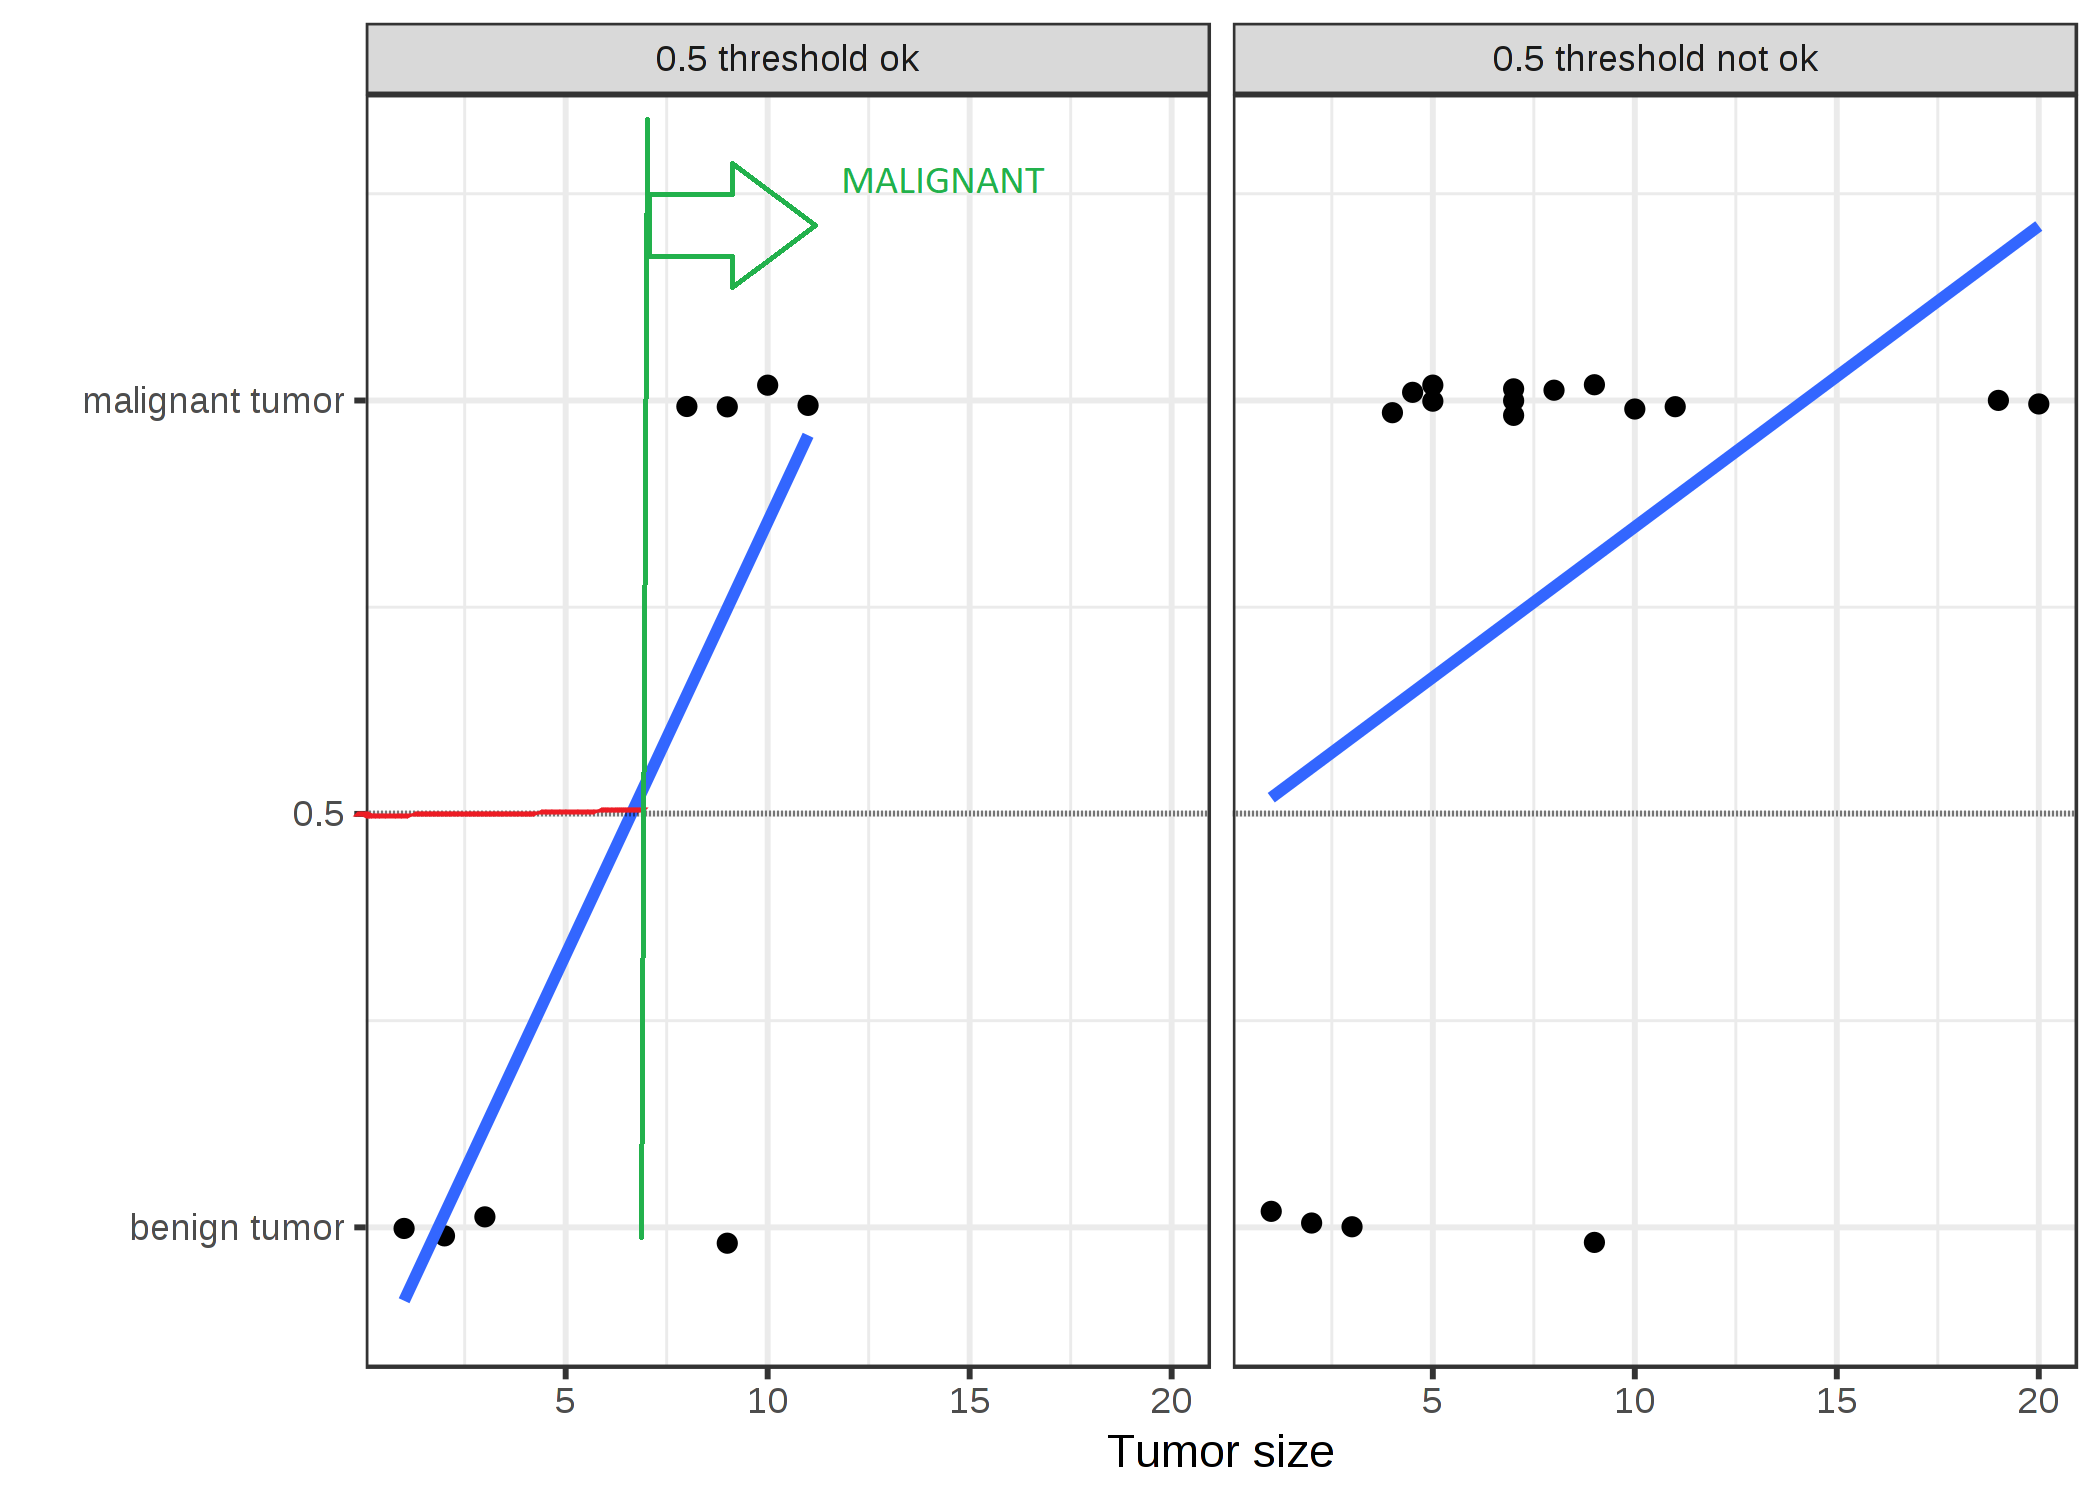 0.5 threshold ok
0.5 threshold not ok
MALIGNANT
malignant tumor
0.5
benign tumor
5 10 15 20
5 10 15 20
Tumor size